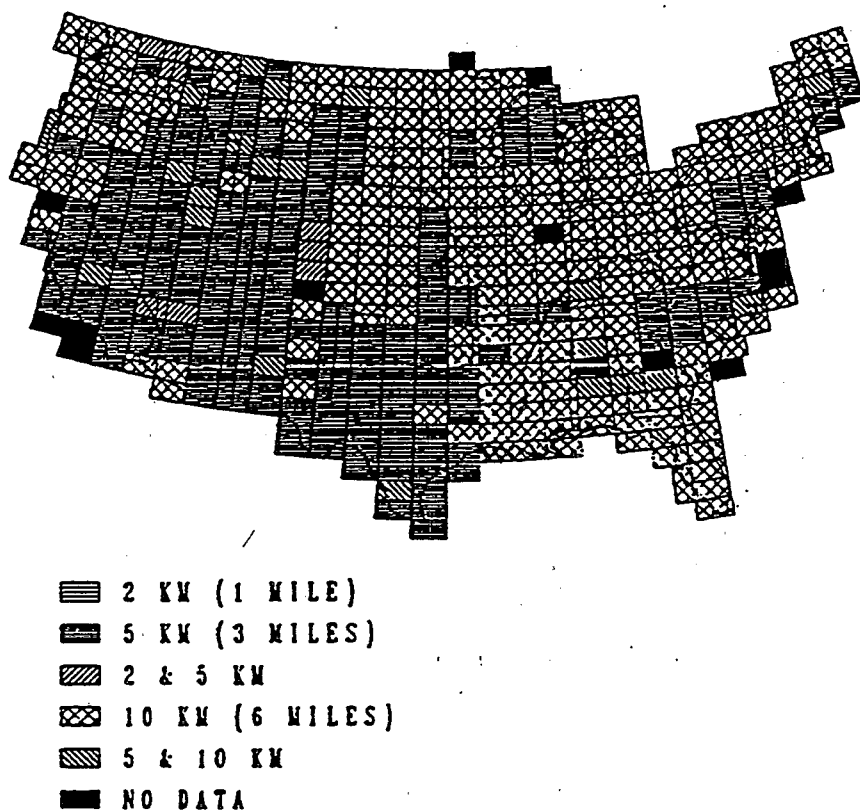 2 KM (1 MILE)
5 KM (3 MILES)
2 & 5 KM
10 KM (6 MILES)
5 & 10 KM
NO DATA